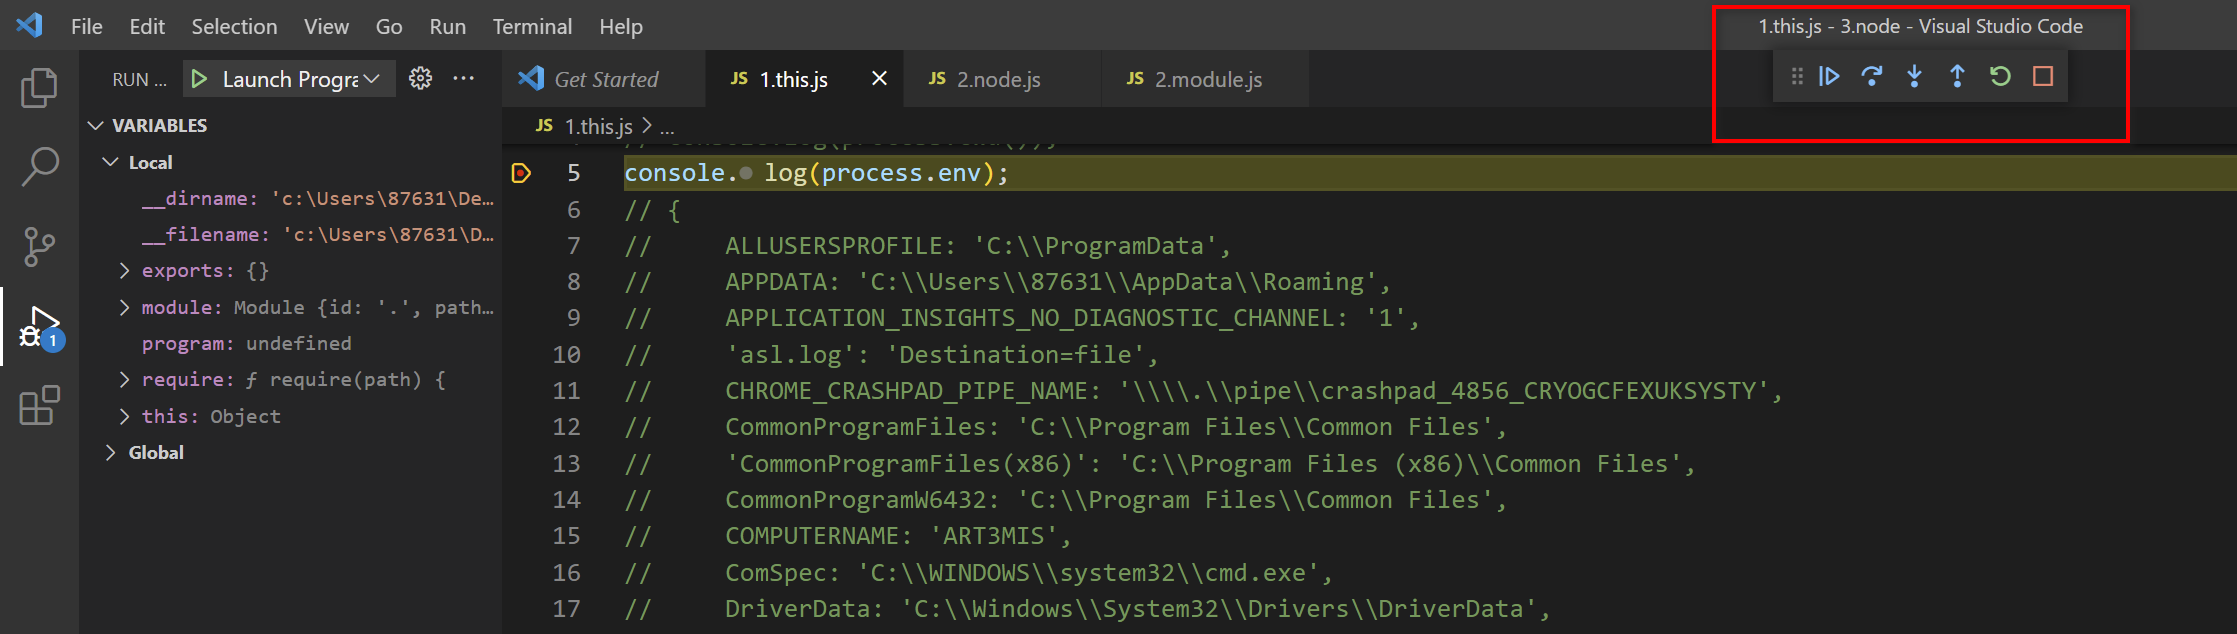 File Edit Selection View Go Run Terminal Help 1.this.js - 3.node - Visual Studio Code
RUN ... Launch Progra ...
Get Started JS 1.this.js JS 2.node.js JS 2.module.js
JS 1.this.js > ...
VARIABLES
Local
__dirname: 'c:\Users\87631\De…
__filename: 'c:\Users\87631\D…
exports: {}
module: Module {id: '.', path…
program: undefined
require: ƒ require(path) {
this: Object
Global
1
5 console. log(process.env);
6 // {
7 // ALLUSERSPROFILE: 'C:\\ProgramData',
8 // APPDATA: 'C:\\Users\\87631\\AppData\\Roaming',
9 // APPLICATION_INSIGHTS_NO_DIAGNOSTIC_CHANNEL: '1',
10 // 'asl.log': 'Destination=file',
11 // CHROME_CRASHPAD_PIPE_NAME: '\\\\.\\pipe\\crashpad_4856_CRYOGCFEXUKSYSTY',
12 // CommonProgramFiles: 'C:\\Program Files\\Common Files',
13 // 'CommonProgramFiles(x86)': 'C:\\Program Files (x86)\\Common Files',
14 // CommonProgramW6432: 'C:\\Program Files\\Common Files',
15 // COMPUTERNAME: 'ART3MIS',
16 // ComSpec: 'C:\\WINDOWS\\system32\\cmd.exe',
17 // DriverData: 'C:\\Windows\\System32\\Drivers\\DriverData',